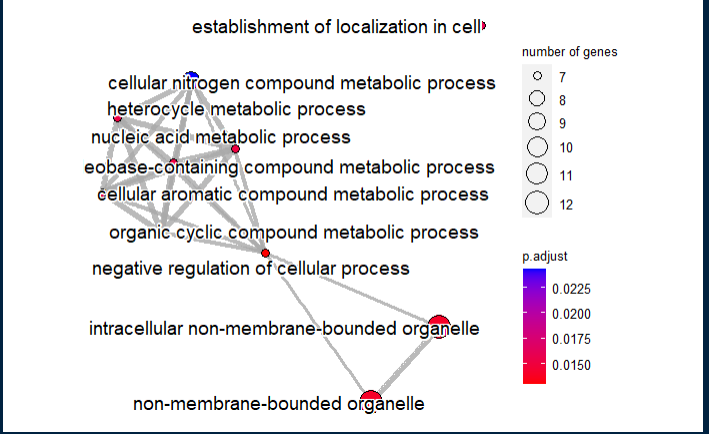 establishment of localization in cell
number of genes
cellular nitrogen compound metabolic process
7
8
heterocycle metabolic process
9
nucleic acid metabolic process
10
eobase-containing compound metabolic process
11
cellular aromatic compound metabolic process
12
organic cyclic compound metabolic process
p.adjust
negative regulation of cellular process
0.0225
0.0200
intracellular non-membrane-bounded organelle
0.0175
0.0150
non-membrane-bounded organelle